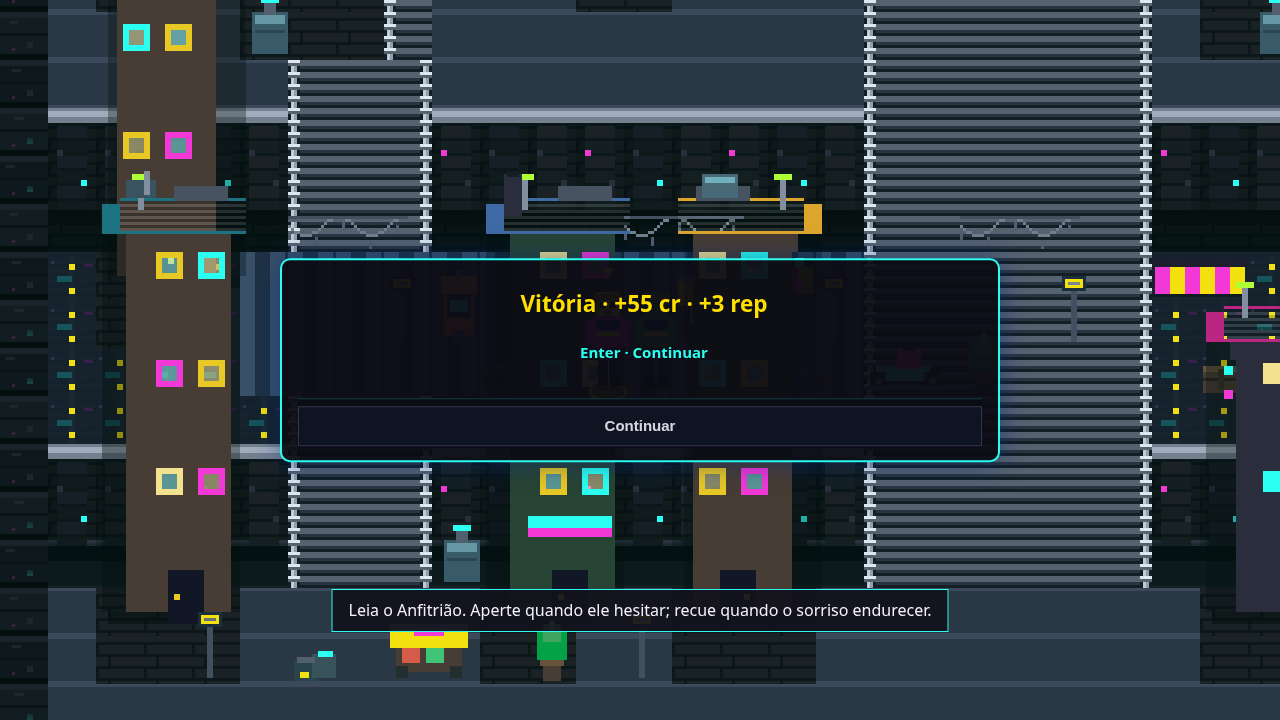 Vitória · +55 cr · +3 rep
Enter · Continuar
Continuar
Leia o Anfitrião. Aperte quando ele hesitar; recue quando o sorriso endurecer.